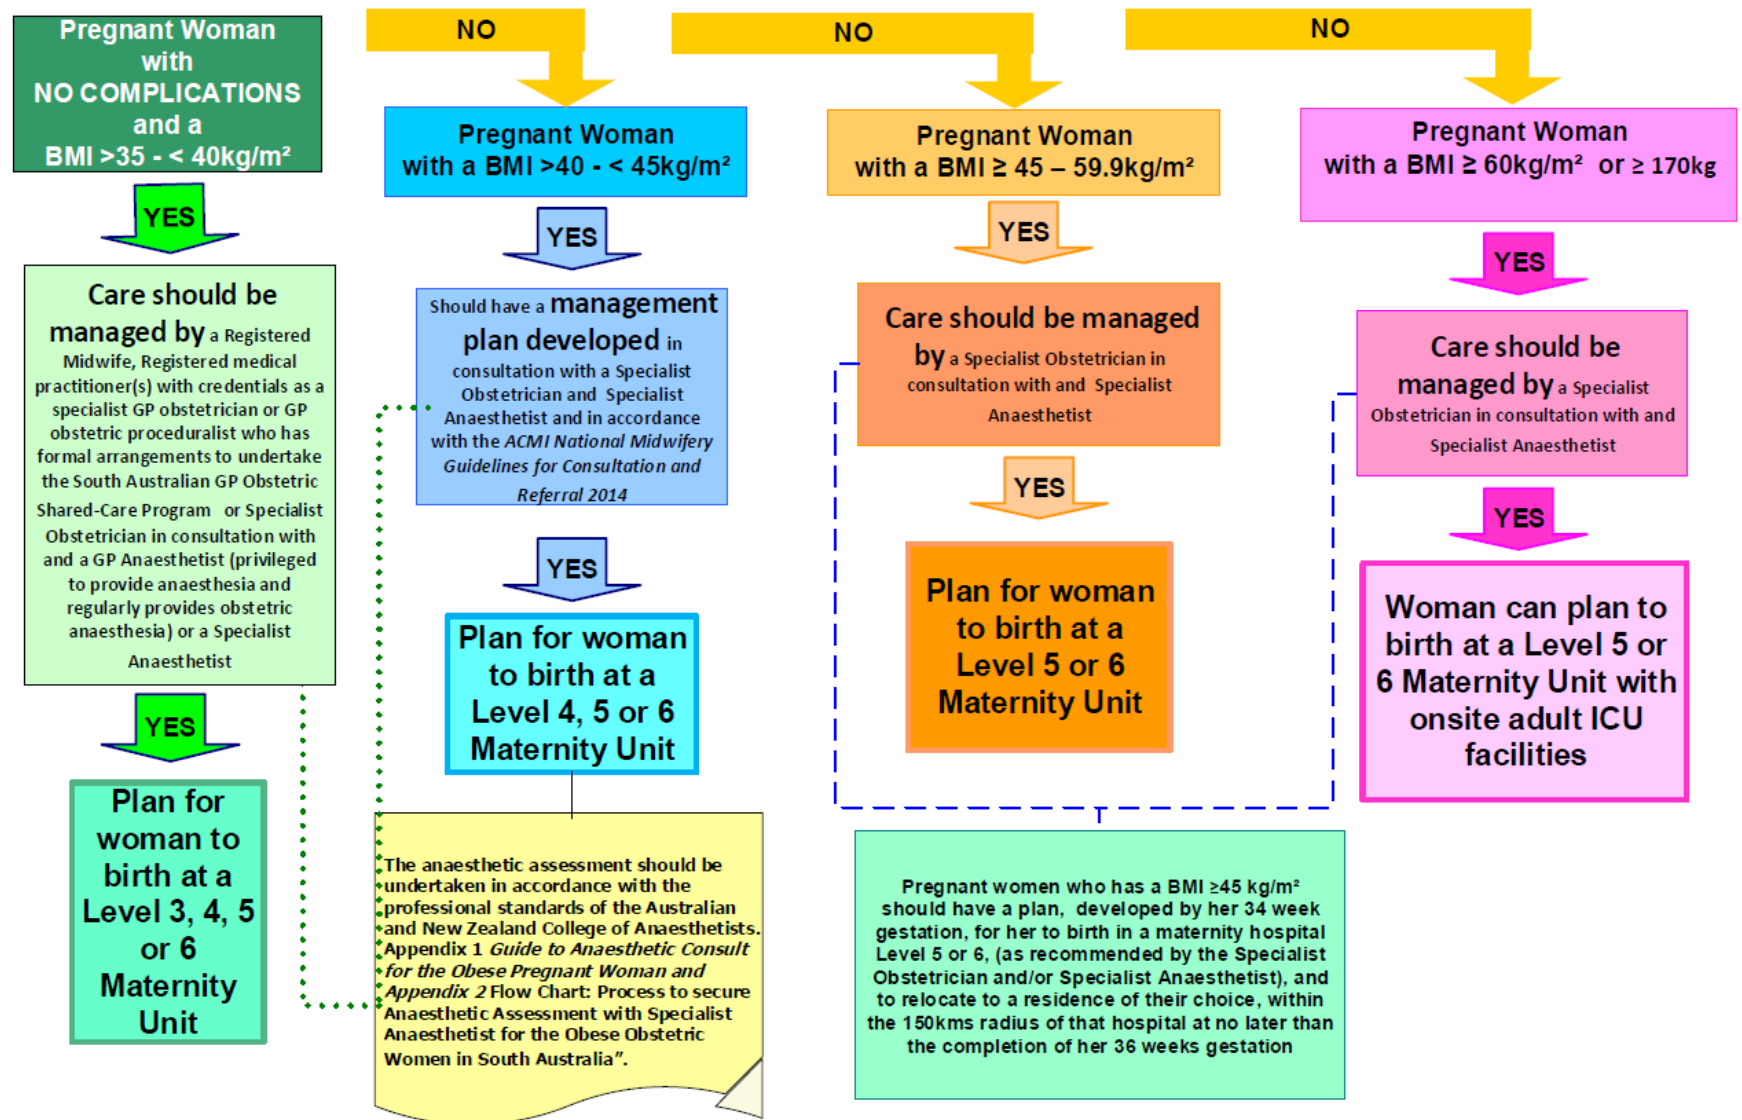 Pregnant Woman
with
NO COMPLICATIONS
and a
BMI >35 - < 40kg/m²
YES
Care should be
managed by a Registered
Midwife, Registered medical
practitioner(s) with credentials as a
specialist GP obstetrician or GP
obstetric proceduralist who has
formal arrangements to undertake
the South Australian GP Obstetric
Shared-Care Program or Specialist
Obstetrician in consultation with
and a GP Anaesthetist (privileged
to provide anaesthesia and
regularly provides obstetric
anaesthesia) or a Specialist
Anaesthetist
YES
Plan for
woman to
birth at a
Level 3, 4, 5
or 6
Maternity
Unit
NO
Pregnant Woman
with a BMI >40 - < 45kg/m²
YES
Should have a management
plan developed in
consultation with a Specialist
Obstetrician and Specialist
Anaesthetist and in accordance
with the ACMI National Midwifery
Guidelines for Consultation and
Referral 2014
YES
Plan for woman
to birth at a
Level 4, 5 or 6
Maternity Unit
The anaesthetic assessment should be
undertaken in accordance with the
professional standards of the Australian
and New Zealand College of Anaesthetists.
Appendix 1 Guide to Anaesthetic Consult
for the Obese Pregnant Woman and
Appendix 2 Flow Chart: Process to secure
Anaesthetic Assessment with Specialist
Anaesthetist for the Obese Obstetric
Women in South Australia”.
NO
Pregnant Woman
with a BMI ≥ 45 – 59.9kg/m²
YES
Care should be managed
by a Specialist Obstetrician in
consultation with and Specialist
Anaesthetist
YES
Plan for woman
to birth at a
Level 5 or 6
Maternity Unit
NO
Pregnant Woman
with a BMI ≥ 60kg/m² or ≥ 170kg
YES
Care should be
managed by a Specialist
Obstetrician in consultation with and
Specialist Anaesthetist
YES
Woman can plan to
birth at a Level 5 or
6 Maternity Unit with
onsite adult ICU
facilities
Pregnant women who has a BMI ≥45 kg/m²
should have a plan, developed by her 34 week
gestation, for her to birth in a maternity hospital
Level 5 or 6, (as recommended by the Specialist
Obstetrician and/or Specialist Anaesthetist), and
to relocate to a residence of their choice, within
the 150kms radius of that hospital at no later than
the completion of her 36 weeks gestation